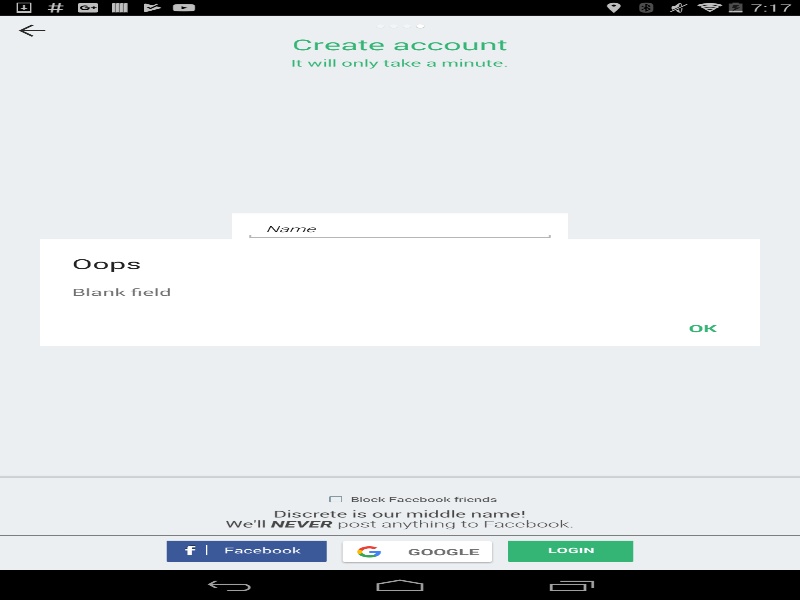 7:17
Create account
It will only take a minute.
Name
Oops
Blank field
OK
Block Facebook friends
Discrete is our middle name!
We'll NEVER post anything to Facebook.
f | Facebook
G GOOGLE
LOGIN